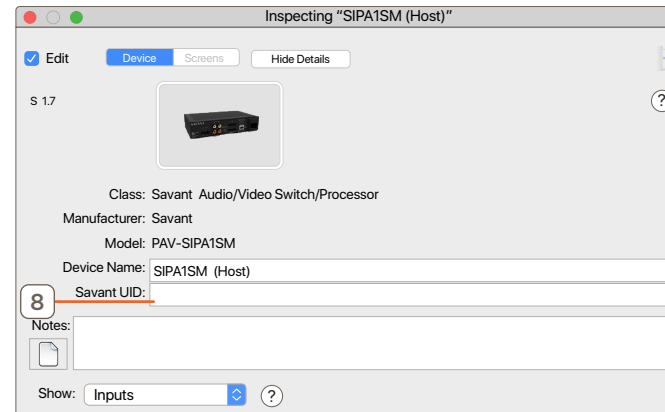 Inspecting “SIPA1SM (Host)”
Edit Device Screens Hide Details
S 1.7 ?
Class: Savant Audio/Video Switch/Processor
Manufacturer: Savant
Model: PAV-SIPA1SM
Device Name: SIPA1SM (Host)
Savant UID:
8
Notes:
Show: Inputs ?